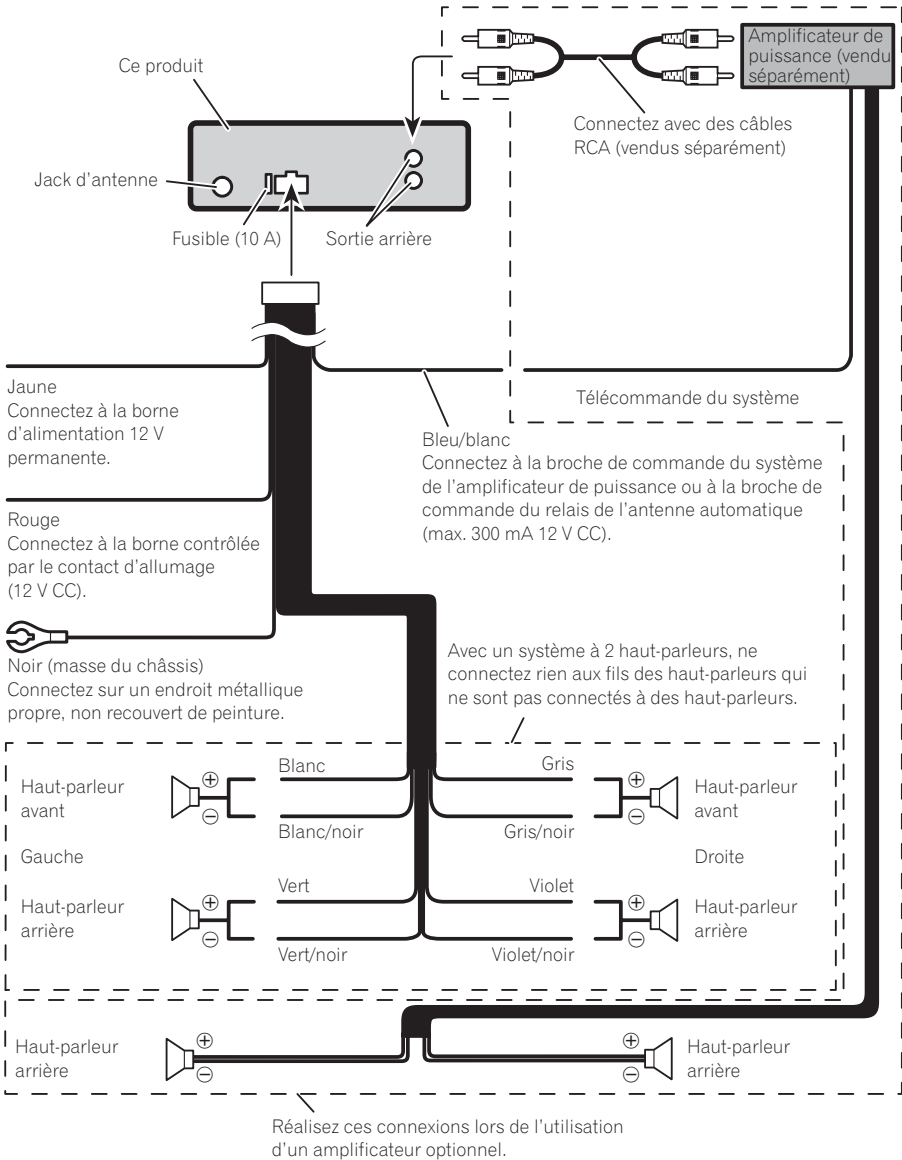 Amplificateur de
puissance (vendu
séparément)
Ce produit
Connectez avec des câbles
RCA (vendus séparément)
Jack d'antenne
Fusible (10 A)
Sortie arrière
Jaune
Connectez à la borne
d'alimentation 12 V
permanente.
Télécommande du système
Bleu/blanc
Connectez à la broche de commande du système
de l'amplificateur de puissance ou à la broche de
commande du relais de l'antenne automatique
(max. 300 mA 12 V CC).
Rouge
Connectez à la borne contrôlée
par le contact d'allumage
(12 V CC).
Noir (masse du châssis)
Connectez sur un endroit métallique
propre, non recouvert de peinture.
Avec un système à 2 haut-parleurs, ne
connectez rien aux fils des haut-parleurs qui
ne sont pas connectés à des haut-parleurs.
Haut-parleur
avant
⊕
⊖
Blanc
Blanc/noir
Gris
Gris/noir
⊕
⊖
Haut-parleur
avant
Gauche
Droite
Haut-parleur
arrière
⊕
⊖
Vert
Vert/noir
Violet
Violet/noir
⊕
⊖
Haut-parleur
arrière
Haut-parleur
arrière
⊕
⊖
⊕
⊖
Haut-parleur
arrière
Réalisez ces connexions lors de l'utilisation
d'un amplificateur optionnel.